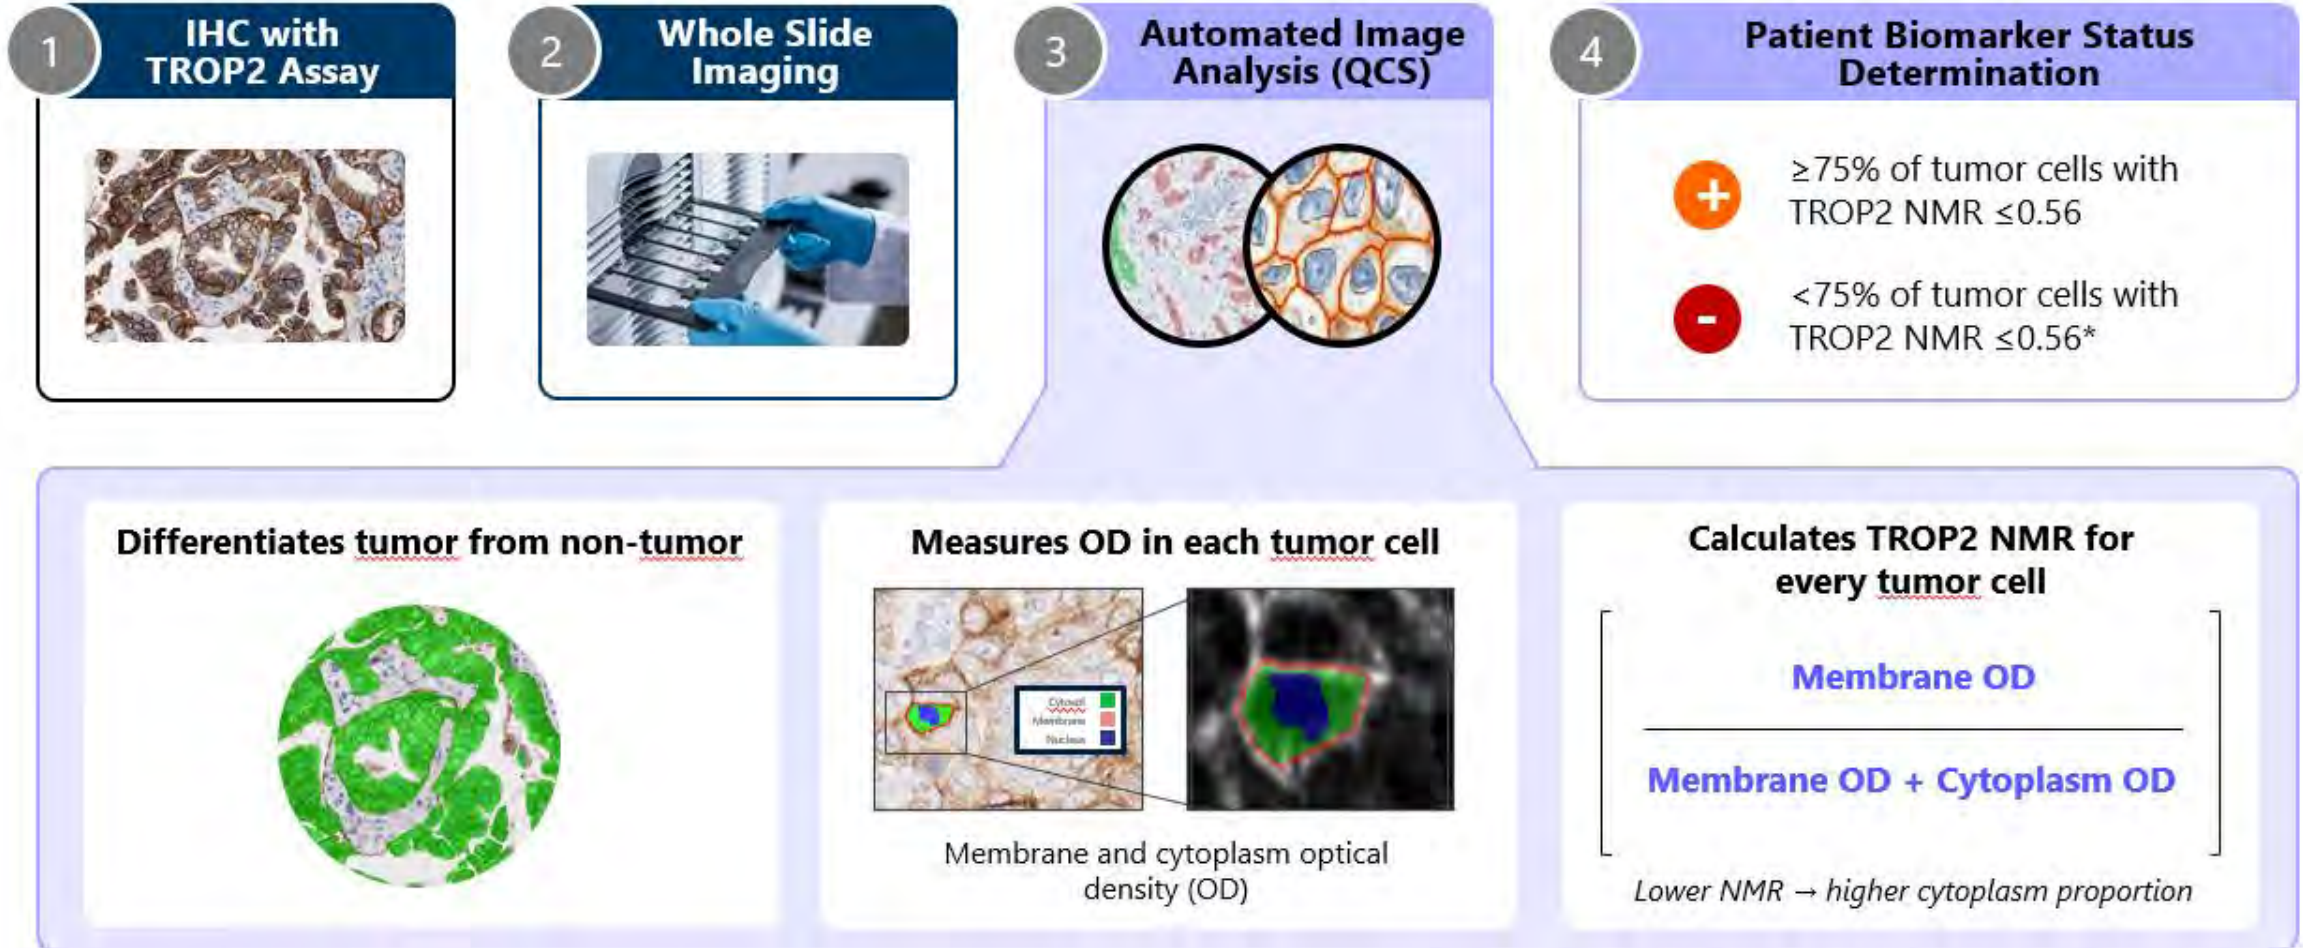 1
IHC with
TROP2 Assay
2
Whole Slide
Imaging
3
Automated Image
Analysis (QCS)
4
Patient Biomarker Status
Determination
+
≥75% of tumor cells with
TROP2 NMR ≤0.56
-
<75% of tumor cells with
TROP2 NMR ≤0.56*
Differentiates tumor from non-tumor
Measures OD in each tumor cell
Cytosol
Membrane
Nucleus
Membrane and cytoplasm optical
density (OD)
Calculates TROP2 NMR for
every tumor cell
Membrane OD
Membrane OD + Cytoplasm OD
Lower NMR → higher cytoplasm proportion